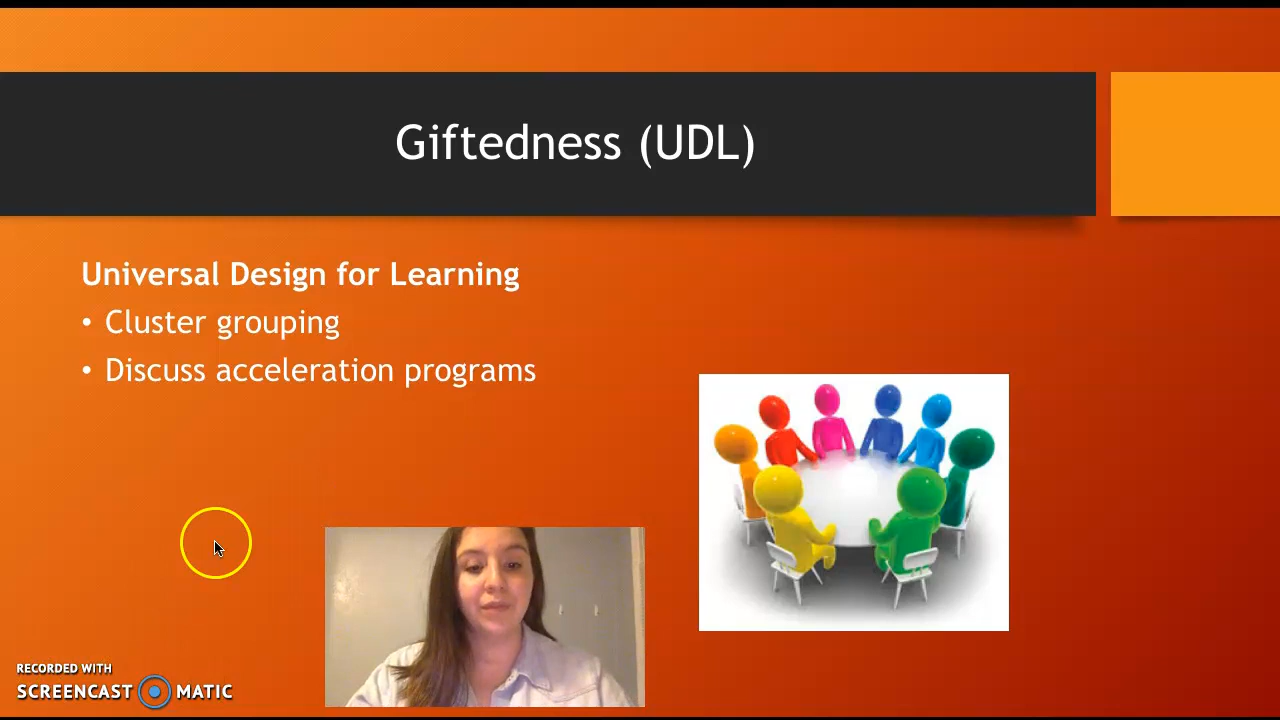 Giftedness (UDL)
Universal Design for Learning
• Cluster grouping
• Discuss acceleration programs
RECORDED WITH
SCREENCAST MATIC